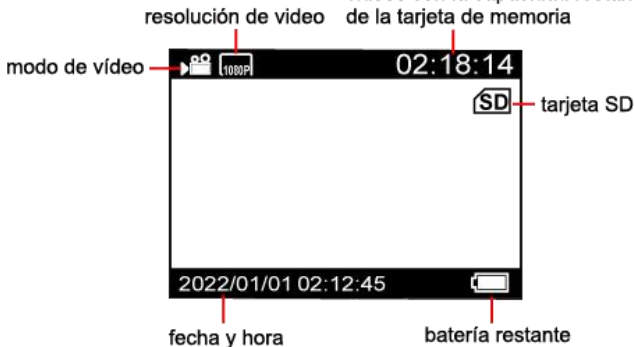 resolución de video
de la tarjeta de memoria
modo de vídeo
1080P
02:18:14
SD
tarjeta SD
2022/01/01 02:12:45
fecha y hora
batería restante